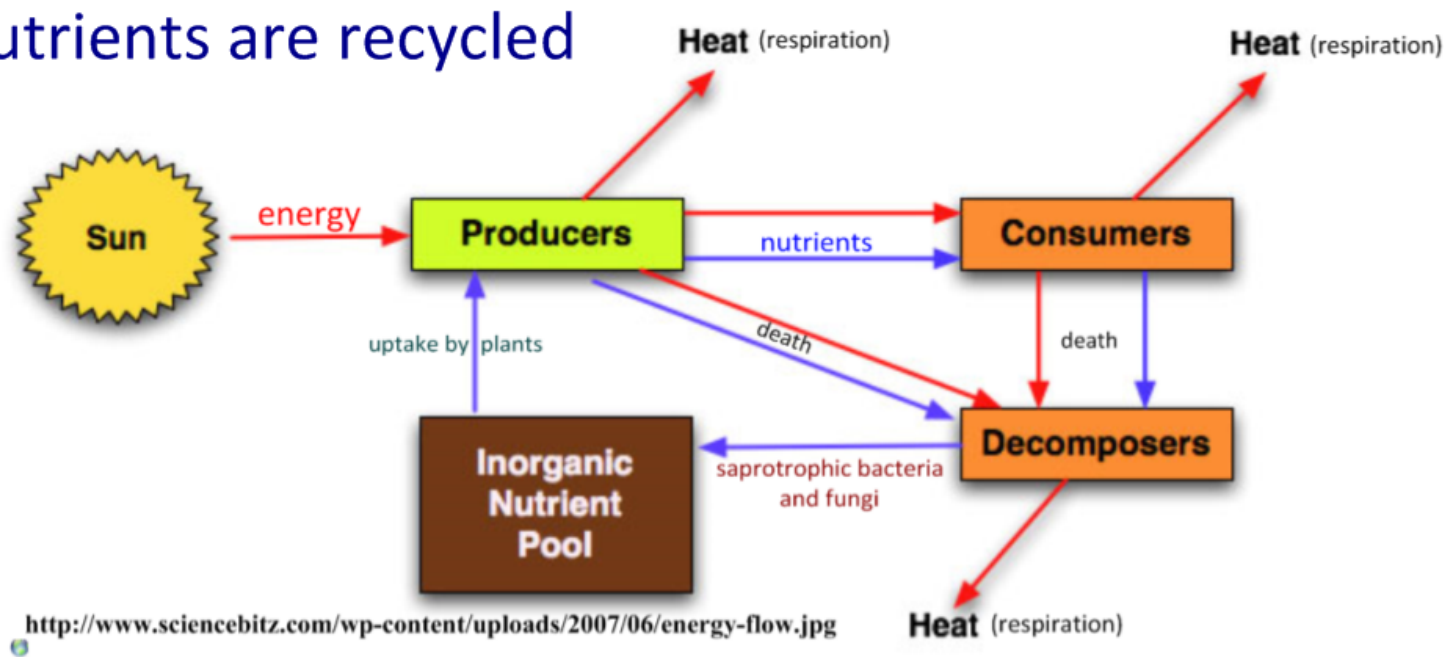 utrients are recycled
Heat (respiration)
Heat (respiration)
Sun
energy
Producers
nutrients
Consumers
uptake by plants
death
death
Inorganic
Nutrient
Pool
saprotrophic bacteria
and fungi
Decomposers
http://www.sciencebitz.com/wp-content/uploads/2007/06/energy-flow.jpg
Heat (respiration)